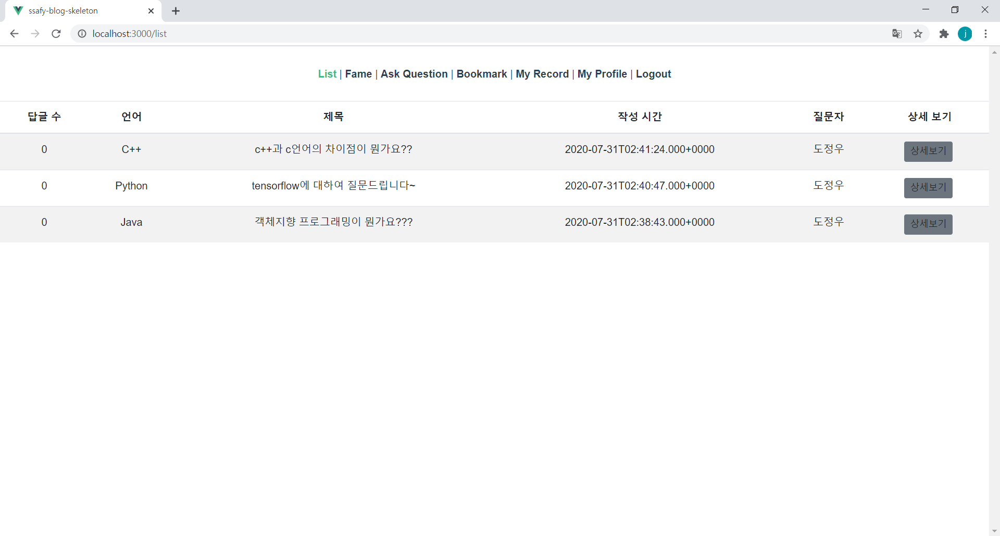 ssafy-blog-skeleton
localhost:3000/list
j
List | Fame | Ask Question | Bookmark | My Record | My Profile | Logout
답글 수 언어 제목 작성 시간 질문자 상세 보기
0 C++ c++과 c언어의 차이점이 뭔가요?? 2020-07-31T02:41:24.000+0000 도정우 상세보기
0 Python tensorflow에 대하여 질문드립니다~ 2020-07-31T02:40:47.000+0000 도정우 상세보기
0 Java 객체지향 프로그래밍이 뭔가요??? 2020-07-31T02:38:43.000+0000 도정우 상세보기